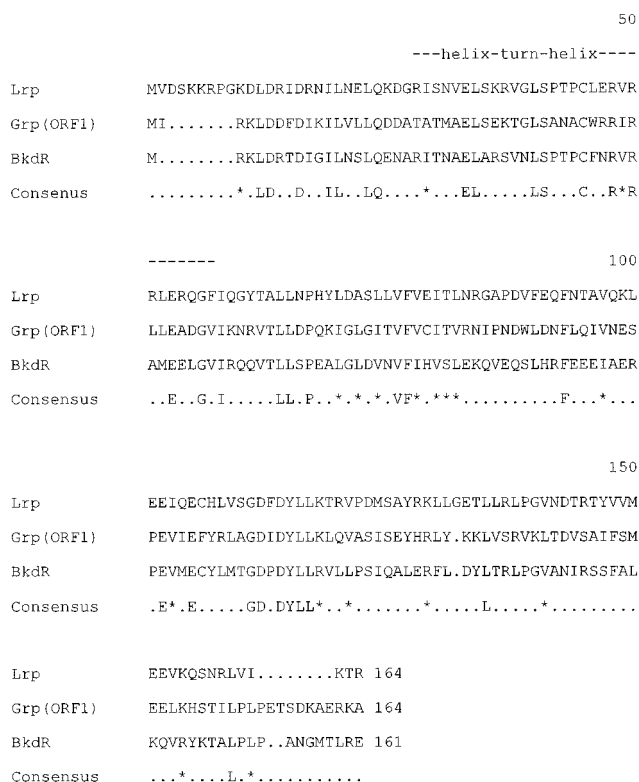 50
---helix-turn-helix----
Lrp MVDSKKRPGKDLDRIDRNILNELQKDGRISNVELSKRVGLSPTPCLERVR
Grp(ORF1) MI.......RKLDDFDIKILVLLQDDATATMAELSEKTGLSANACWRRIR
BkdR M........RKLDRTDIGILNSLQENARITNAELARSVNLSPTPCFNRVR
Consenus .........*.LD..D..IL..LQ....*...EL.....LS...C..R*R
------- 100
Lrp RLERQGFIQGYTALLNPHYLDASLLVFVEITLNRGAPDVFEQFNTAVQKL
Grp(ORF1) LLEADGVIKNRVTLLDPQKIGLGITVFVCITVRNIPNDWLDNFLQIVNES
BkdR AMEELGVIRQQVTLLSPEALGLDVNVFIHVSLEKQVEQSLHRFEEEIAER
Consensus ..E..G.I.....LL.P..*.*.*.VF*.***..........F...*...
150
Lrp EEIQECHLVSGDFDYLLKTRVPDMSAYRKLLGETLLRLPGVNDTRTYVVM
Grp(ORF1) PEVIEFYRLAGDIDYLLKLQVASISEYHRLY.KKLVSRVKLTDVSAIFSM
BkdR PEVMECYLMTGDPDYLLRVLLPSIQALERFL.DYLTRLPGVANIRSSFAL
Consensus .E*.E.....GD.DYLL*..*.......*.....L....*.........
Lrp EEVKQSNRLVI........KTR 164
Grp(ORF1) EELKHSTILPLPETSDKAERKA 164
BkdR KQVRYKTALPLP..ANGMTLRE 161
Consensus ...*....L.*...........